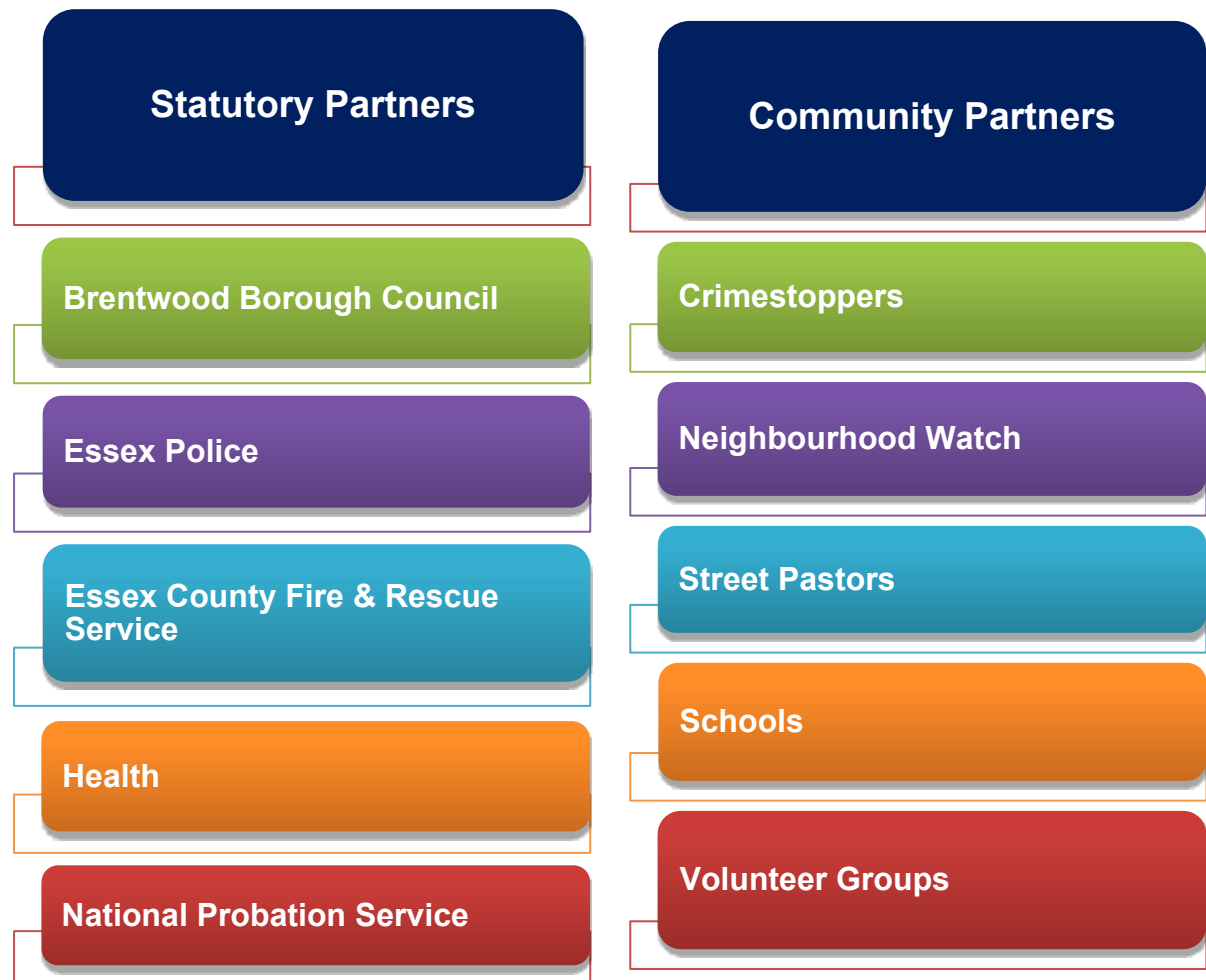 Statutory Partners
Brentwood Borough Council
Essex Police
Essex County Fire & Rescue
Service
Health
National Probation Service
Community Partners
Crimestoppers
Neighbourhood Watch
Street Pastors
Schools
Volunteer Groups